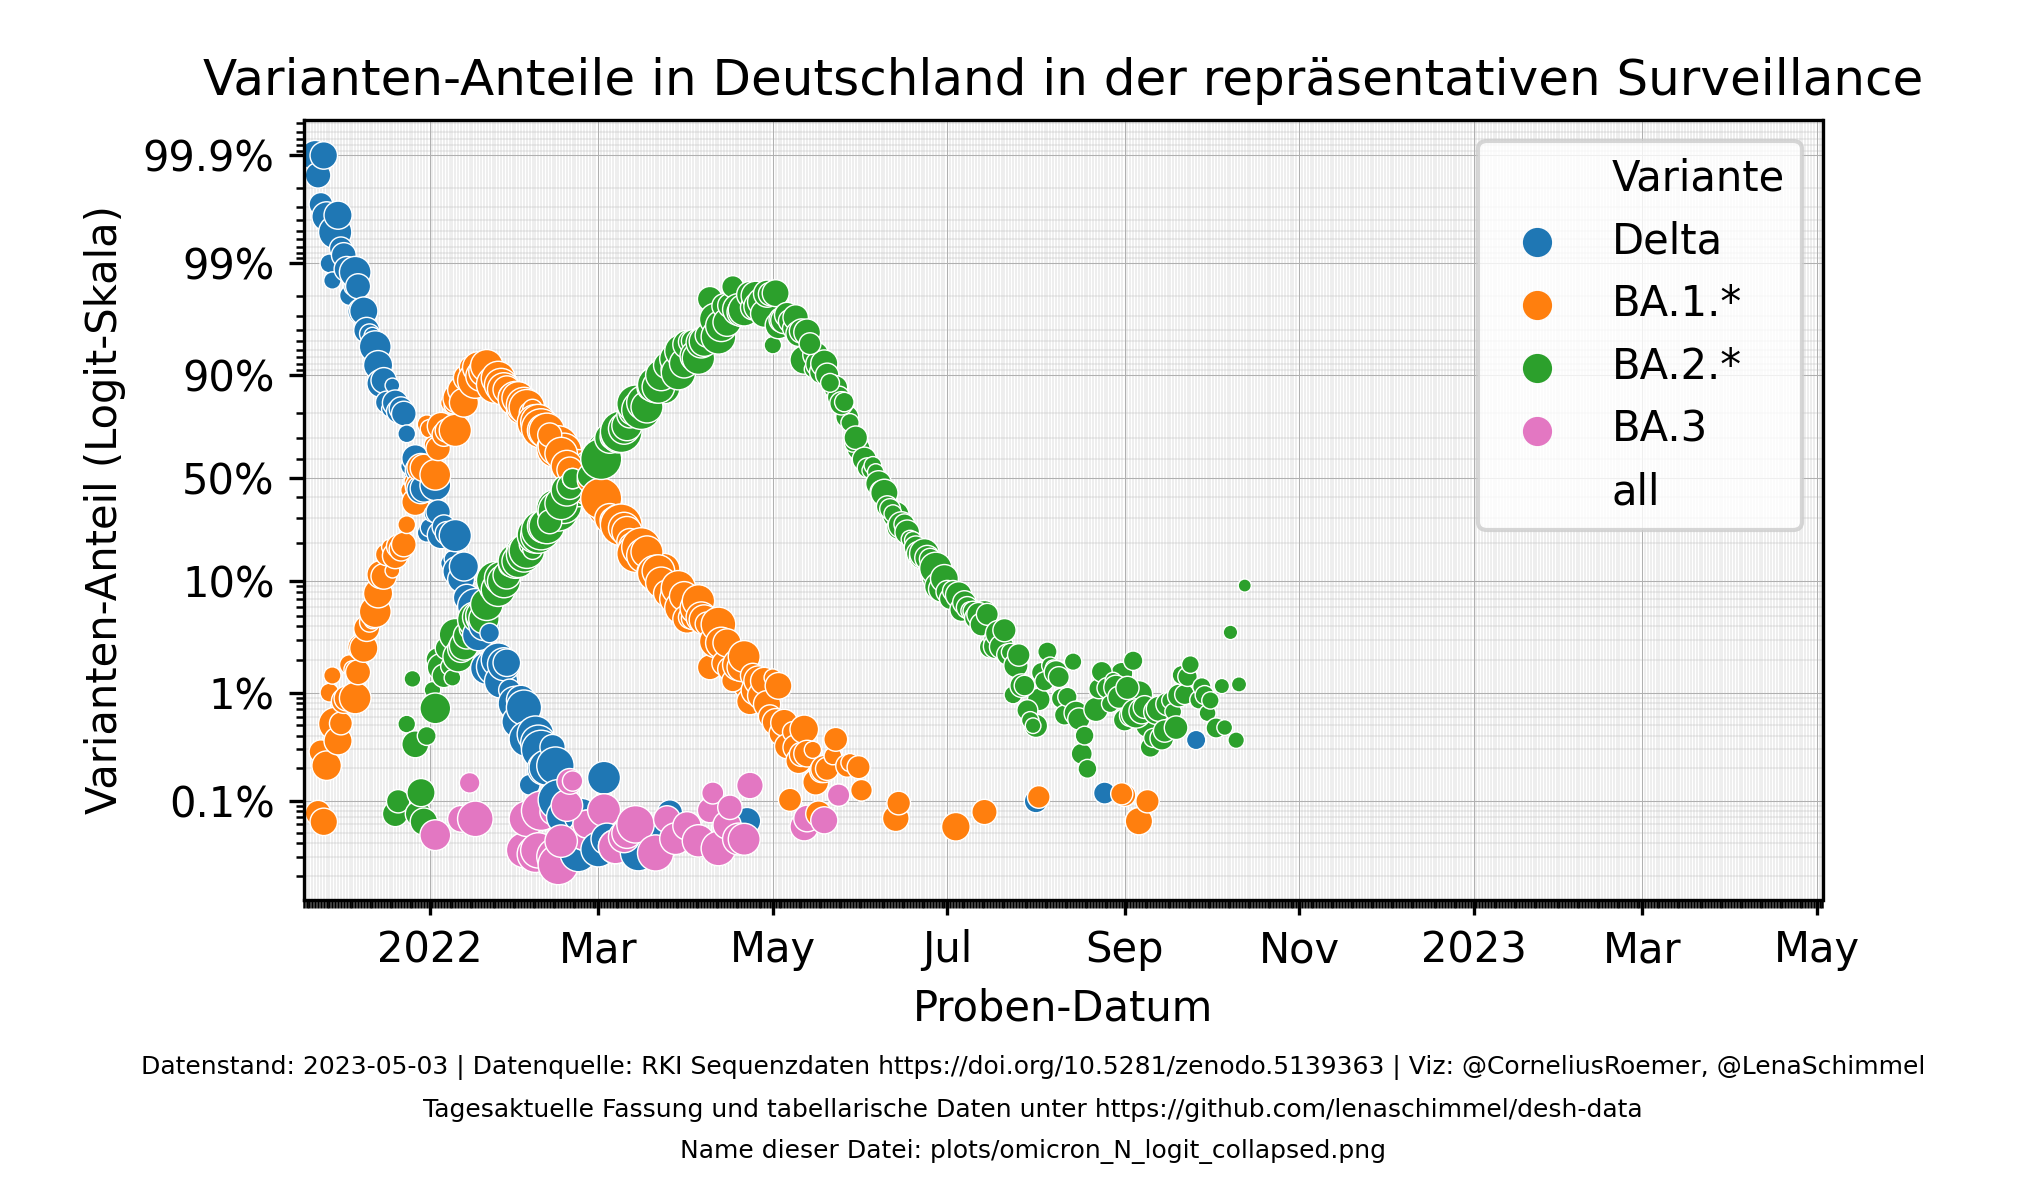 Varianten-Anteile in Deutschland in der repräsentativen Surveillance
Varianten-Anteil (Logit-Skala)
99.9%
99%
90%
50%
10%
1%
0.1%
Variante
Delta
BA.1.*
BA.2.*
BA.3
all
2022 Mar May Jul Sep Nov 2023 Mar May
Proben-Datum
Datenstand: 2023-05-03 | Datenquelle: RKI Sequenzdaten https://doi.org/10.5281/zenodo.5139363 | Viz: @CorneliusRoemer, @LenaSchimmel
Tagesaktuelle Fassung und tabellarische Daten unter https://github.com/lenaschimmel/desh-data
Name dieser Datei: plots/omicron_N_logit_collapsed.png